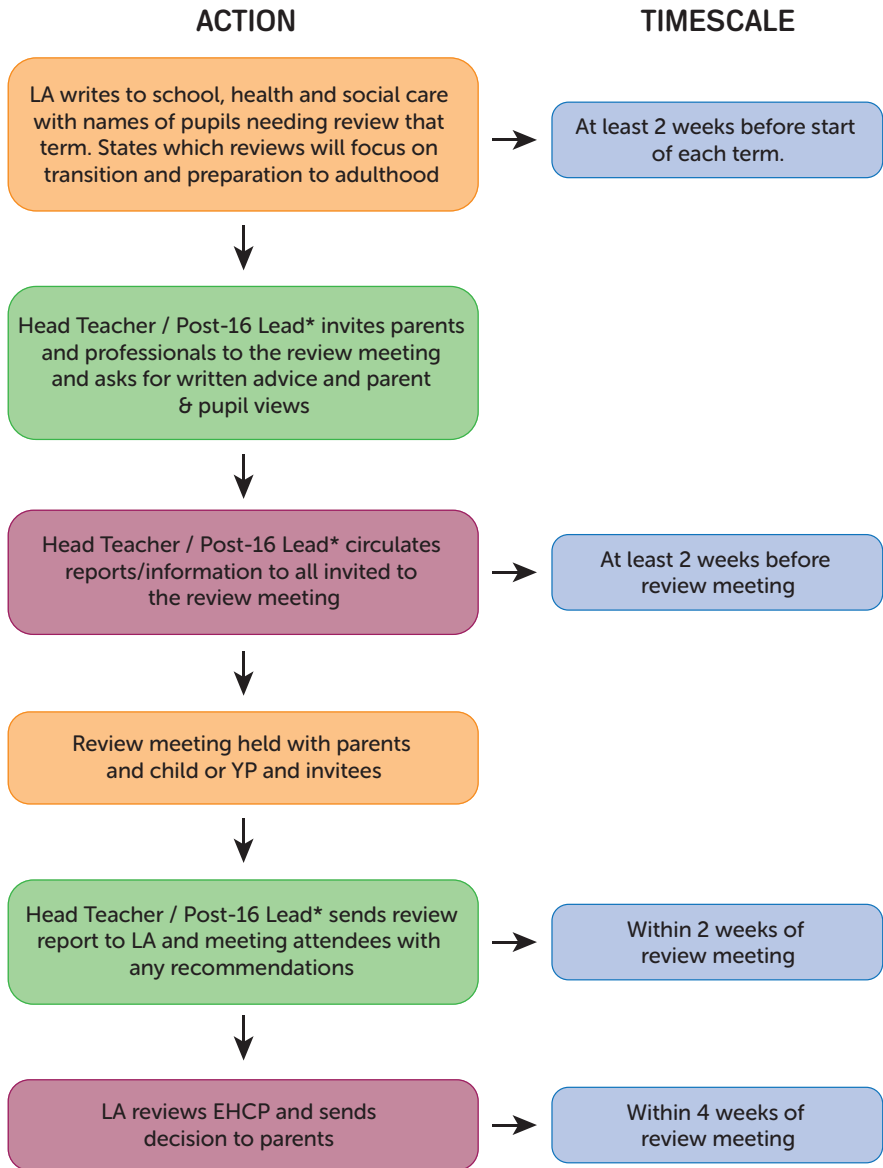 ACTION
TIMESCALE
LA writes to school, health and social care
with names of pupils needing review that
term. States which reviews will focus on
transition and preparation to adulthood
At least 2 weeks before start
of each term.
Head Teacher / Post-16 Lead* invites parents
and professionals to the review meeting
and asks for written advice and parent
& pupil views
Head Teacher / Post-16 Lead* circulates
reports/information to all invited to
the review meeting
At least 2 weeks before
review meeting
Review meeting held with parents
and child or YP and invitees
Head Teacher / Post-16 Lead* sends review
report to LA and meeting attendees with
any recommendations
Within 2 weeks of
review meeting
LA reviews EHCP and sends
decision to parents
Within 4 weeks of
review meeting